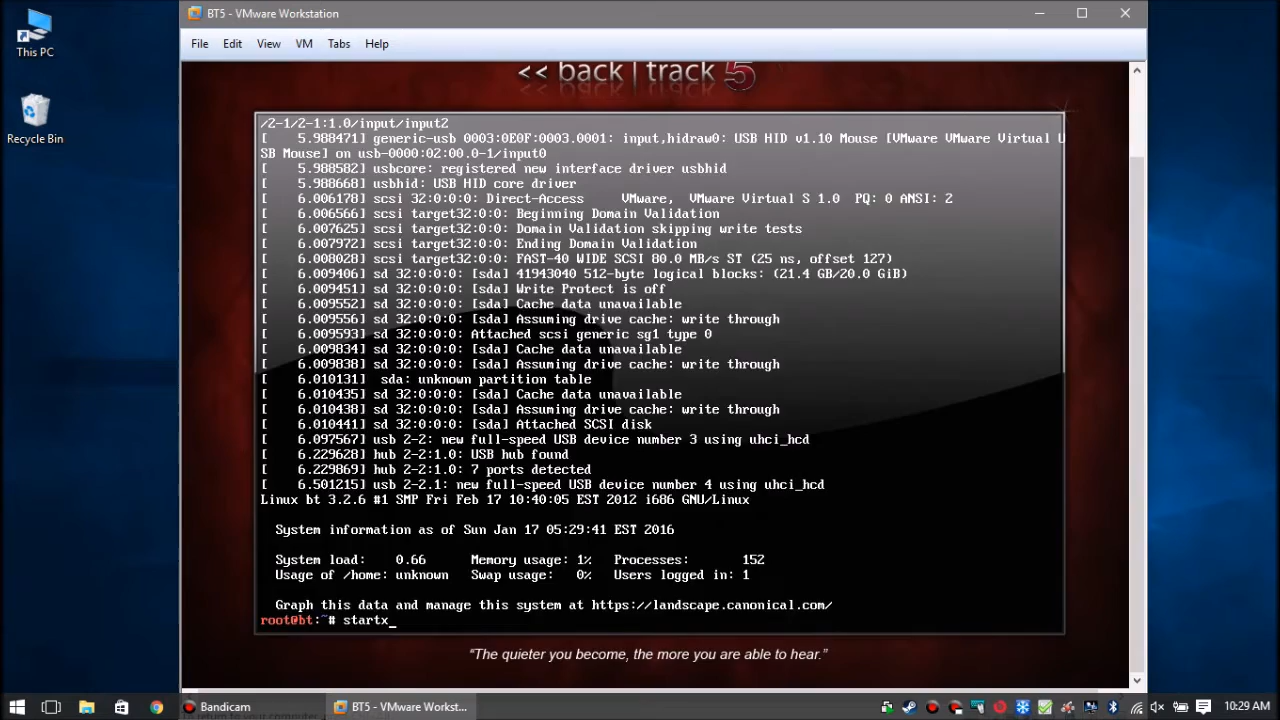 This PC
Recycle Bin
BT5 - VMware Workstation
File Edit View VM Tabs Help
<< back | track 5
/2-1/2-1:1.0/input/input2
[    5.988471] generic-usb 0003:0E0F:0003.0001: input,hidraw0: USB HID v1.10 Mouse [VMware VMware Virtual U
SB Mouse] on usb-0000:02:00.0-1/input0
[    5.988582] usbcore: registered new interface driver usbhid
[    5.988668] usbhid: USB HID core driver
[    6.006178] scsi 32:0:0:0: Direct-Access     VMware,  VMware Virtual S 1.0  PQ: 0 ANSI: 2
[    6.006566] scsi target32:0:0: Beginning Domain Validation
[    6.007625] scsi target32:0:0: Domain Validation skipping write tests
[    6.007972] scsi target32:0:0: Ending Domain Validation
[    6.008028] scsi target32:0:0: FAST-40 WIDE SCSI 80.0 MB/s ST (25 ns, offset 127)
[    6.009406] sd 32:0:0:0: [sda] 41943040 512-byte logical blocks: (21.4 GB/20.0 GiB)
[    6.009451] sd 32:0:0:0: [sda] Write Protect is off
[    6.009552] sd 32:0:0:0: [sda] Cache data unavailable
[    6.009556] sd 32:0:0:0: [sda] Assuming drive cache: write through
[    6.009593] sd 32:0:0:0: Attached scsi generic sg1 type 0
[    6.009834] sd 32:0:0:0: [sda] Cache data unavailable
[    6.009838] sd 32:0:0:0: [sda] Assuming drive cache: write through
[    6.010131]  sda: unknown partition table
[    6.010435] sd 32:0:0:0: [sda] Cache data unavailable
[    6.010438] sd 32:0:0:0: [sda] Assuming drive cache: write through
[    6.010441] sd 32:0:0:0: [sda] Attached SCSI disk
[    6.097567] usb 2-2: new full-speed USB device number 3 using uhci_hcd
[    6.229628] hub 2-2:1.0: USB hub found
[    6.229869] hub 2-2:1.0: 7 ports detected
[    6.501215] usb 2-2.1: new full-speed USB device number 4 using uhci_hcd
Linux bt 3.2.6 #1 SMP Fri Feb 17 10:40:05 EST 2012 i686 GNU/Linux
System information as of Sun Jan 17 05:29:41 EST 2016
System load: 0.66 Memory usage: 1% Processes: 152
Usage of /home: unknown Swap usage: 0% Users logged in: 1
Graph this data and manage this system at https://landscape.canonical.com/
root@bt:~# startx_
“The quieter you become, the more you are able to hear.”
Bandicam
BT5 - VMware Workst...
10:29 AM